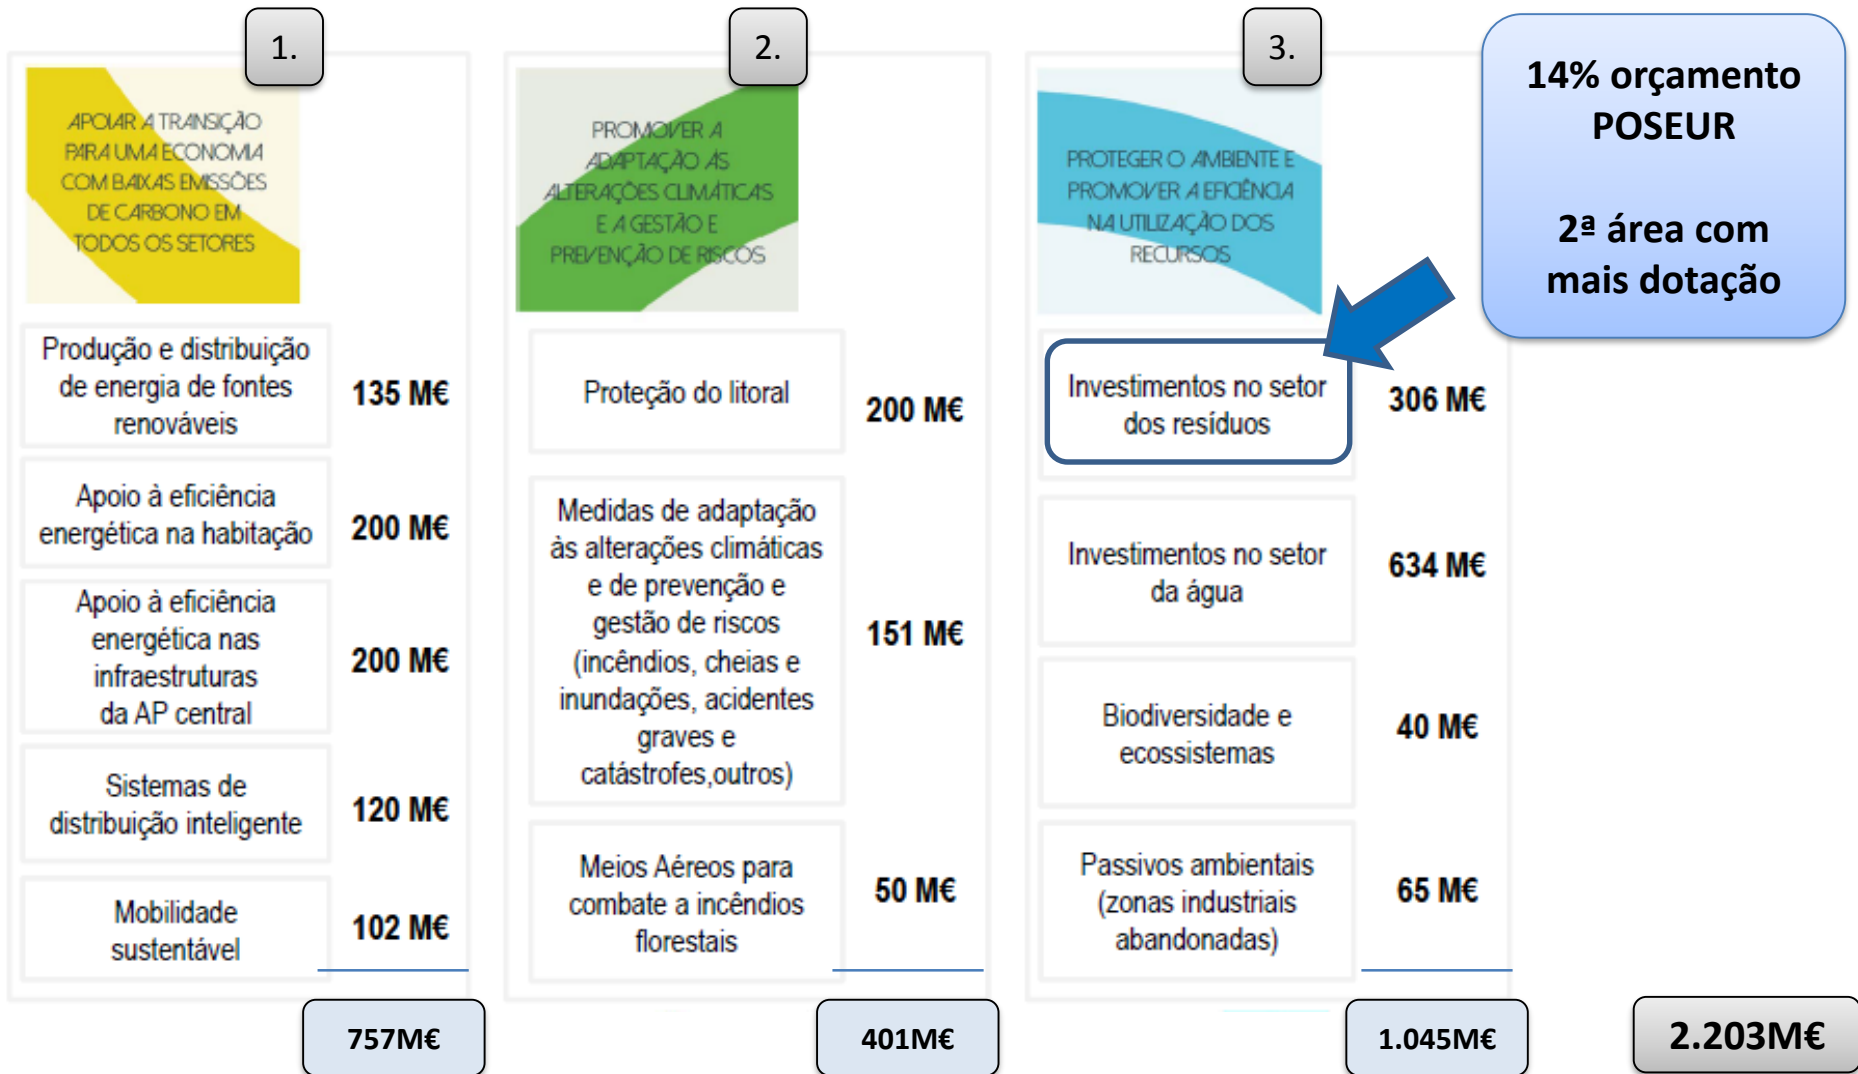 1.
APOIAR A TRANSIÇÃO
PARA UMA ECONOMIA
COM BAIXAS EMISSÕES
DE CARBONO EM
TODOS OS SETORES
Produção e distribuição
de energia de fontes
renováveis
135 M€
Apoio à eficiência
energética na habitação
200 M€
Apoio à eficiência
energética nas
infraestruturas
da AP central
200 M€
Sistemas de
distribuição inteligente
120 M€
Mobilidade
sustentável
102 M€
757M€
2.
PROMOVER A
ADAPTAÇÃO ÀS
ALTERAÇÕES CLIMÁTICAS
E A GESTÃO E
PREVENÇÃO DE RISCOS
Proteção do litoral
200 M€
Medidas de adaptação
às alterações climáticas
e de prevenção e
gestão de riscos
(incêndios, cheias e
inundações, acidentes
graves e
catástrofes,outros)
151 M€
Meios Aéreos para
combate a incêndios
florestais
50 M€
401M€
3.
PROTEGER O AMBIENTE E
PROMOVER A EFICIÊNCIA
NA UTILIZAÇÃO DOS
RECURSOS
Investimentos no setor
dos resíduos
306 M€
Investimentos no setor
da água
634 M€
Biodiversidade e
ecossistemas
40 M€
Passivos ambientais
(zonas industriais
abandonadas)
65 M€
1.045M€
14% orçamento
POSEUR
2ª área com
mais dotação
2.203M€